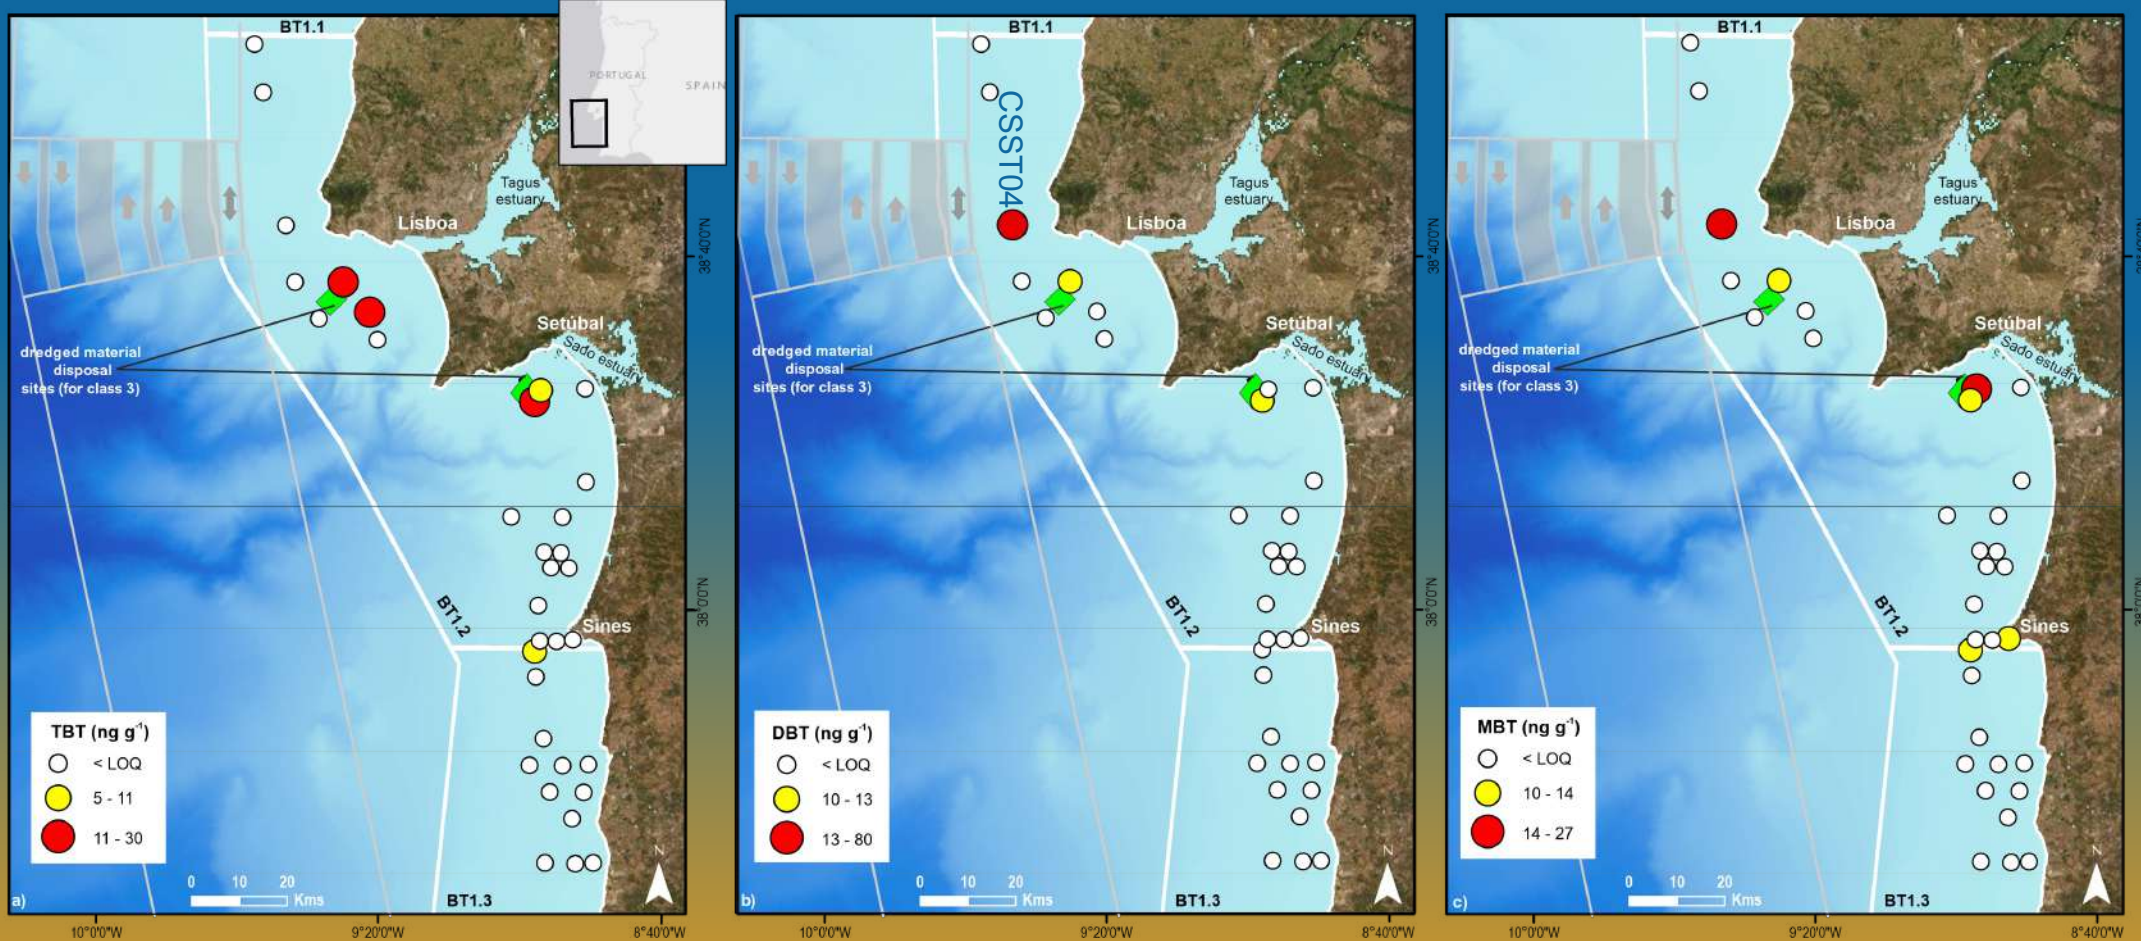 BT1.1
Tagus
estuary
Lisboa
Setúbal
Sado estuary
dredged material
disposal
sites (for class 3)
BT1.2
Sines
TBT (ng g⁻¹)
< LOQ
5 - 11
11 - 30
0 10 20
Kms
BT1.3
N
a)
10°0'0"W
9°20'0"W
8°40'0"W
38°40'0"N
38°0'0"N
PORTUGAL
SPAIN
BT1.1
CSST04
Tagus
estuary
Lisboa
Setúbal
Sado estuary
dredged material
disposal
sites (for class 3)
BT1.2
Sines
DBT (ng g⁻¹)
< LOQ
10 - 13
13 - 80
0 10 20
Kms
BT1.3
N
b)
10°0'0"W
9°20'0"W
8°40'0"W
38°40'0"N
38°0'0"N
BT1.1
Tagus
estuary
Lisboa
Setúbal
Sado estuary
dredged material
disposal
sites (for class 3)
BT1.2
Sines
MBT (ng g⁻¹)
< LOQ
10 - 14
14 - 27
0 10 20
Kms
BT1.3
N
c)
10°0'0"W
9°20'0"W
8°40'0"W